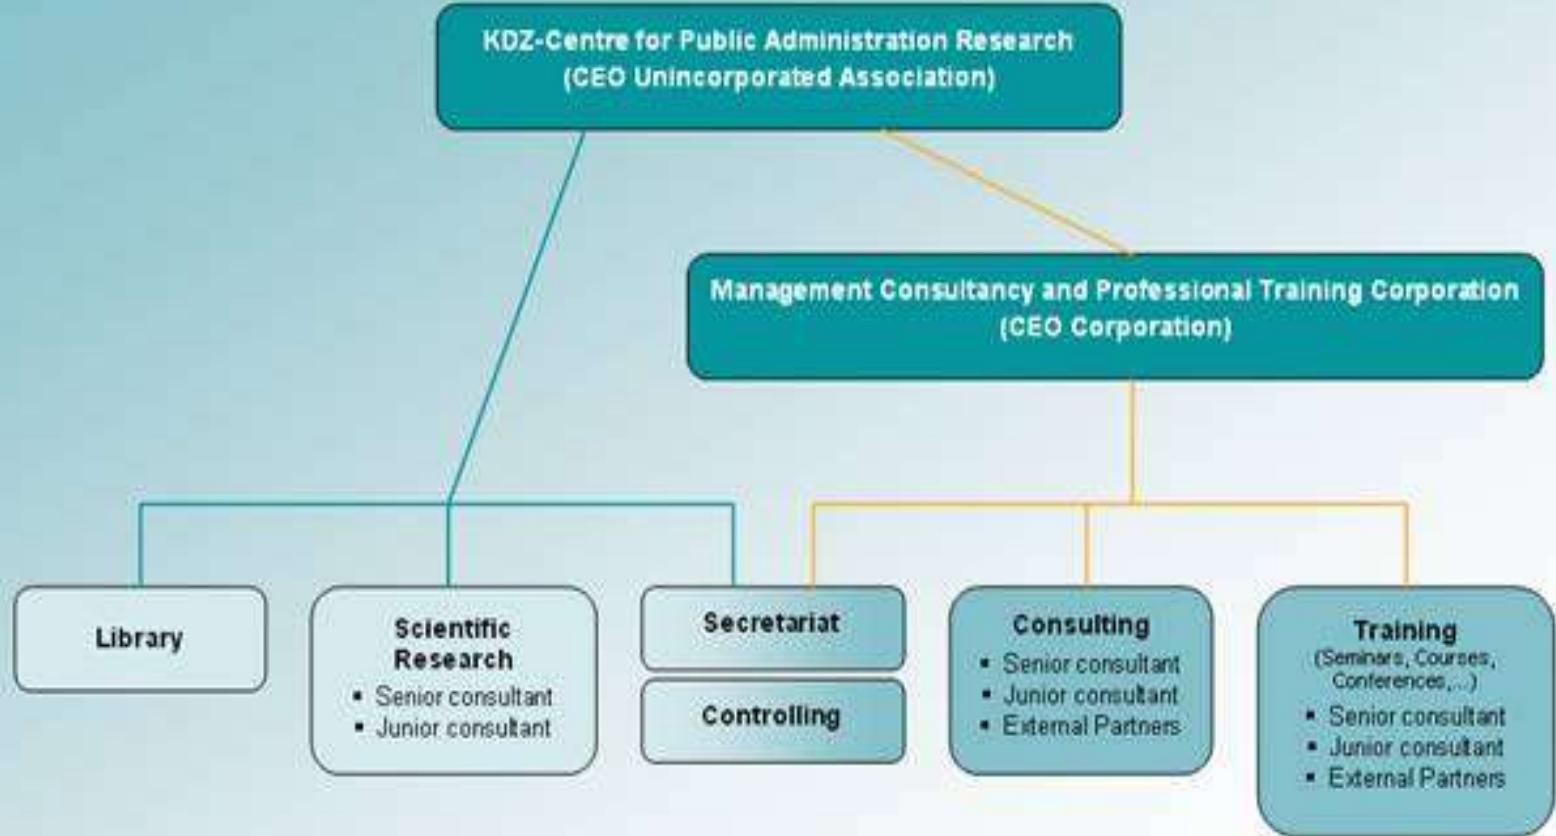 KDZ-Centre for Public Administration Research
(CEO Unincorporated Association)
Management Consultancy and Professional Training Corporation
(CEO Corporation)
Library
Scientific
Research
▪ Senior consultant
▪ Junior consultant
Secretariat
Controlling
Consulting
▪ Senior consultant
▪ Junior consultant
▪ External Partners
Training
(Seminars, Courses,
Conferences,...)
▪ Senior consultant
▪ Junior consultant
▪ External Partners